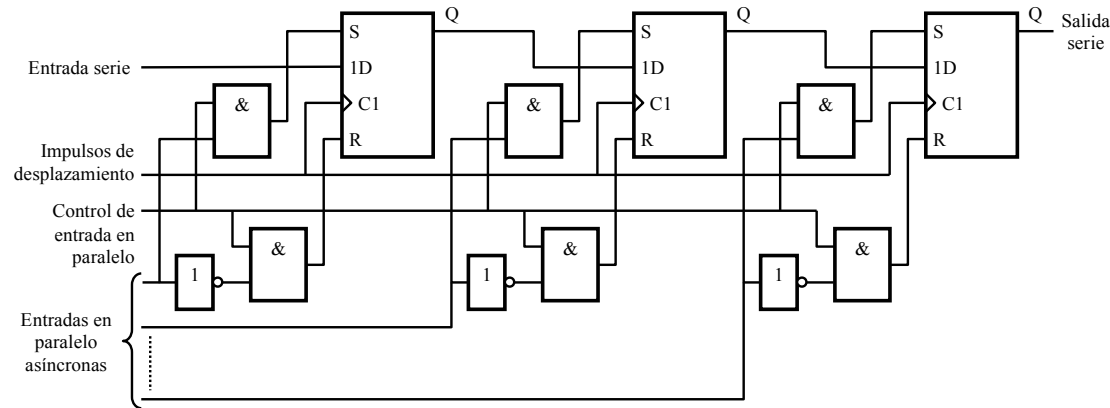 Q
Q
Q
S
S
S
Salida
serie
Entrada serie
1D
1D
1D
&
&
&
C1
C1
C1
R
R
R
Impulsos de
desplazamiento
Control de
entrada en
paralelo
&
&
&
1
1
1
Entradas en
paralelo
asíncronas